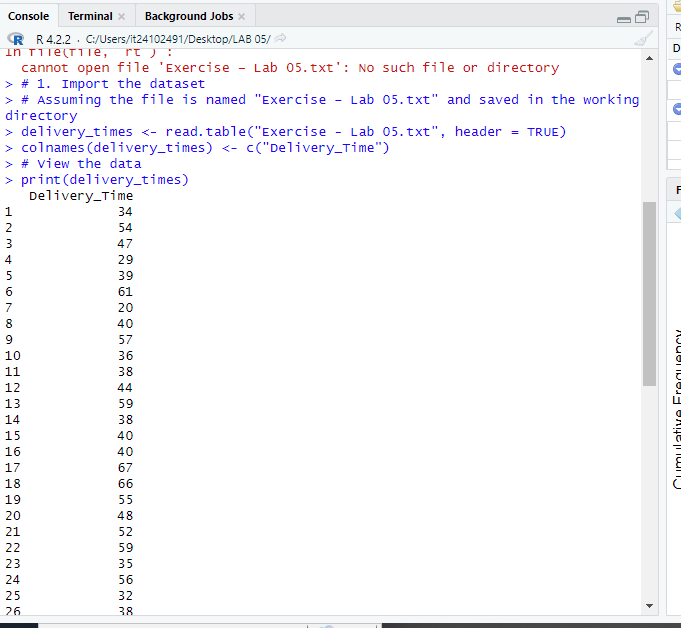 Console Terminal × Background Jobs ×
R R 4.2.2 · C:/Users/it24102491/Desktop/LAB 05/
In file(file, "rt") :
  cannot open file 'Exercise – Lab 05.txt': No such file or directory
> # 1. Import the dataset
> # Assuming the file is named "Exercise – Lab 05.txt" and saved in the working
directory
> delivery_times <- read.table("Exercise - Lab 05.txt", header = TRUE)
> colnames(delivery_times) <- c("Delivery_Time")
> # View the data
> print(delivery_times)
   Delivery_Time
1             34
2             54
3             47
4             29
5             39
6             61
7             20
8             40
9             57
10            36
11            38
12            44
13            59
14            38
15            40
16            40
17            67
18            66
19            55
20            48
21            52
22            59
23            35
24            56
25            32
26            38
R
D
F
Cumulative Frequency